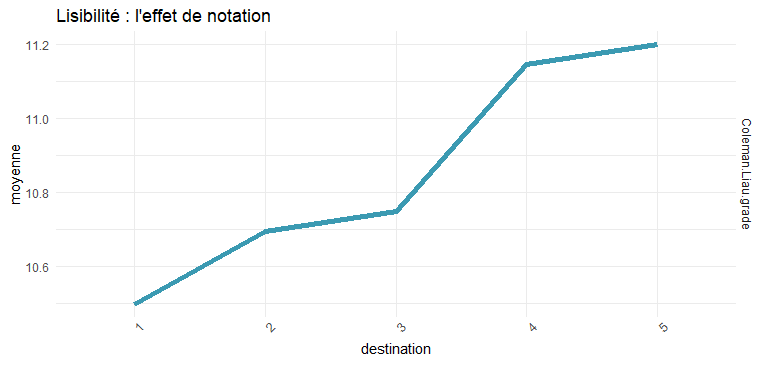 Lisibilité : l'effet de notation
11.2
11.0
10.8
10.6
moyenne
Coleman.Liau.grade
1 2 3 4 5
destination